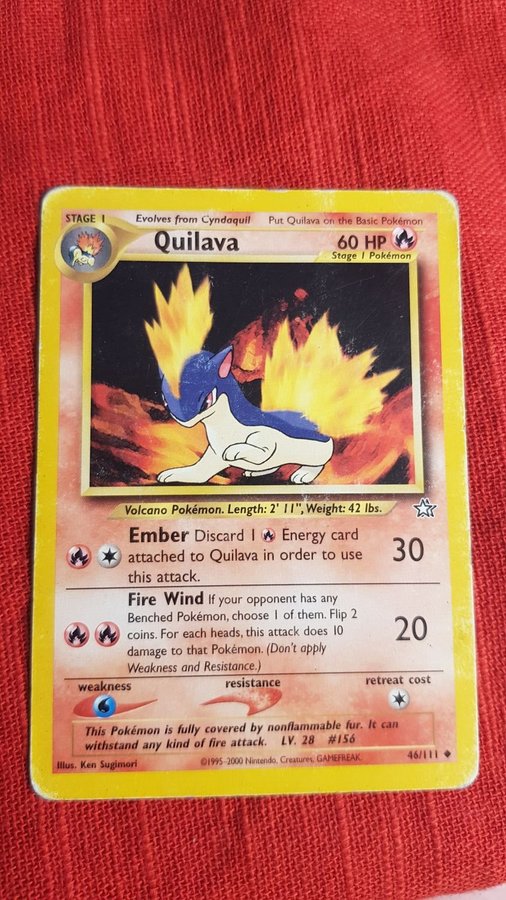 STAGE 1 Evolves from Cyndaquil Put Quilava on the Basic Pokémon
Quilava 60 HP
Stage 1 Pokémon
Volcano Pokémon. Length: 2' 11", Weight: 42 lbs.
Ember Discard 1 Energy card
attached to Quilava in order to use
this attack.
30
Fire Wind If your opponent has any
Benched Pokémon, choose 1 of them. Flip 2
coins. For each heads, this attack does 10
damage to that Pokémon. (Don't apply
Weakness and Resistance.)
20
weakness resistance retreat cost
This Pokémon is fully covered by nonflammable fur. It can
withstand any kind of fire attack. LV. 28 #156
Illus. Ken Sugimori ©1995-2000 Nintendo, Creatures, GAMEFREAK. 46/111